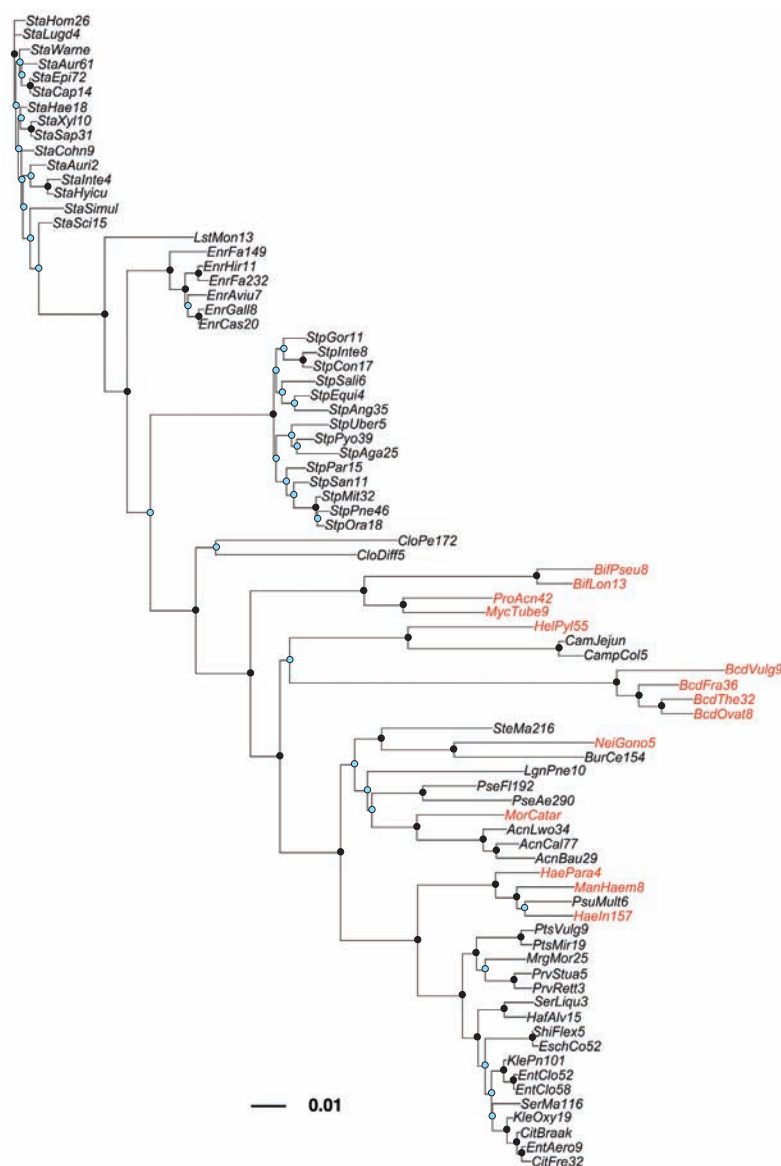 StaHom26
StaLugd4
StaWarne
StaAur61
StaEpi72
StaCap14
StaHae18
StaXyl10
StaSap31
StaCohn9
StaAuri2
StaInte4
StaHyicu
StaSimul
StaSci15
LstMon13
EnrFa149
EnrHir11
EnrFa232
EnrAviu7
EnrGall8
EnrCas20
StpGor11
StpInte8
StpCon17
StpSali6
StpEqui4
StpAng35
StpUber5
StpPyo39
StpAga25
StpPar15
StpSan11
StpMit32
StpPne46
StpOra18
CloPe172
CloDiff5
BifPseu8
BifLon13
ProAcn42
MycTube9
HelPyl55
CamJejun
CampCol5
BcdVulg9
BcdFra36
BcdThe32
BcdOvat8
SteMa216
NeiGono5
BurCe154
LgnPne10
PseFl192
PseAe290
MorCatar
AcnLwo34
AcnCal77
AcnBau29
HaePara4
ManHaem8
PsuMult6
HaeIn157
PtsVulg9
PtsMir19
MrgMor25
PrvStua5
PrvRett3
SerLiqu3
HafAlv15
ShiFlex5
EschCo52
KlePn101
EntClo52
EntClo58
SerMa116
KleOxy19
CitBraak
EntAero9
CitFre32
0.01